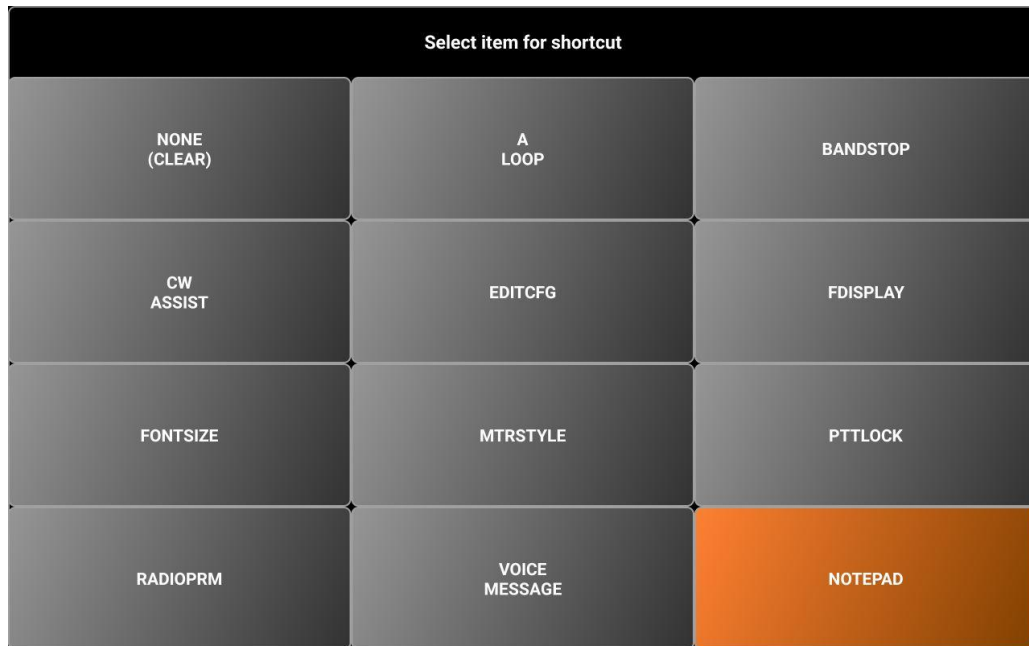 Select item for shortcut
NONE
(CLEAR)
A
LOOP
BANDSTOP
CW
ASSIST
EDITCFG
FDISPLAY
FONTSIZE
MTRSTYLE
PTTLOCK
RADIOPRM
VOICE
MESSAGE
NOTEPAD